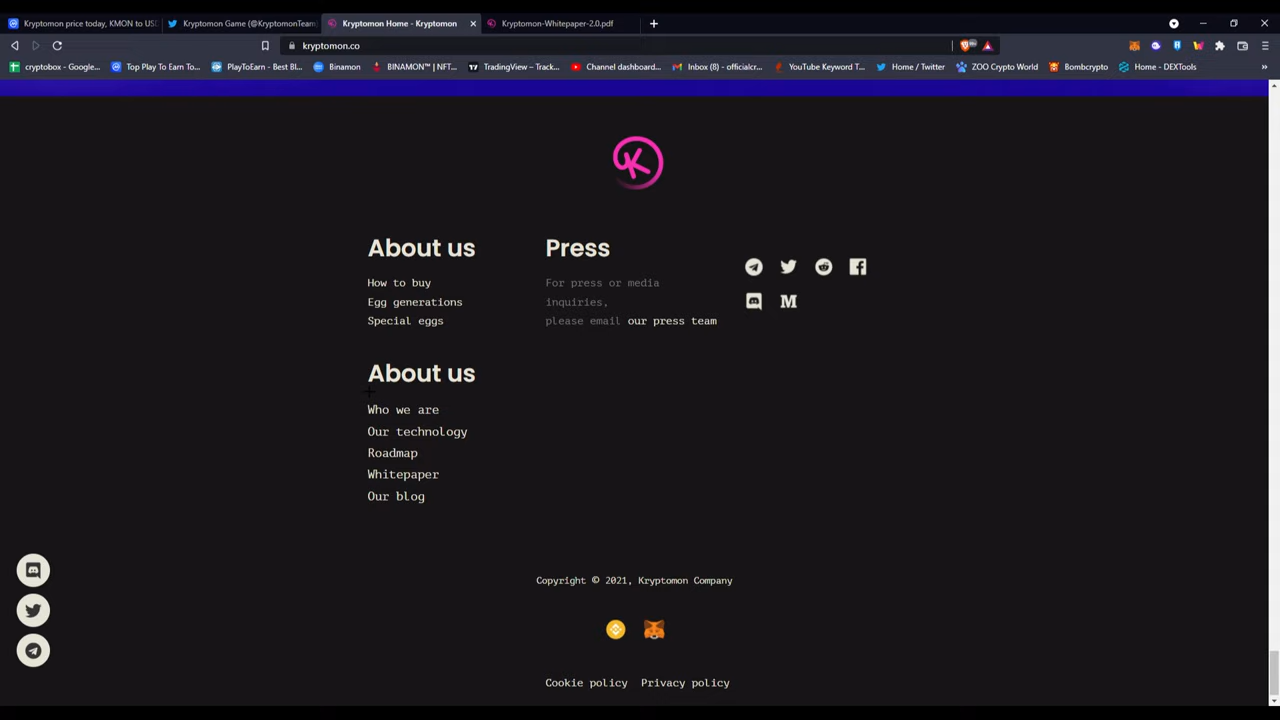 Kryptomon price today, KMON to US
Kryptomon Game (@KryptomonTeam
Kryptomon Home - Kryptomon
Kryptomon-Whitepaper-2.0.pdf
kryptomon.co
cryptobox - Google...
Top Play To Earn To...
PlayToEarn - Best Bl...
Binamon
BINAMON™ | NFT...
TradingView – Track...
Channel dashboard...
Inbox (8) - officialcr...
YouTube Keyword T...
Home / Twitter
ZOO Crypto World
Bombcrypto
Home - DEXTools
»
K
About us
How to buy
Egg generations
Special eggs
Press
For press or media
inquiries,
please email our press team
M
About us
Who we are
Our technology
Roadmap
Whitepaper
Our blog
Copyright © 2021, Kryptomon Company
Cookie policy Privacy policy